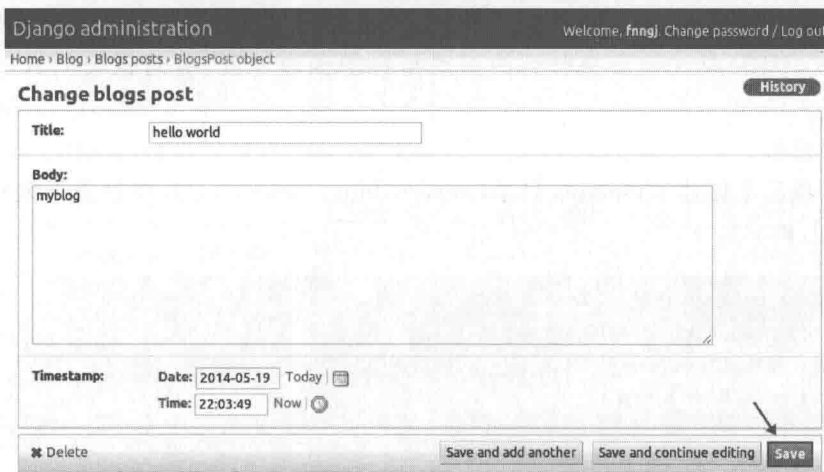 Django administration
Welcome, fnngj. Change password / Log out
Home › Blog › Blogs posts › BlogsPost object
Change blogs post
History
Title:
hello world
Body:
myblog
Timestamp:
Date: 2014-05-19 Today |
Time: 22:03:49 Now |
✖ Delete
Save and add another
Save and continue editing
Save